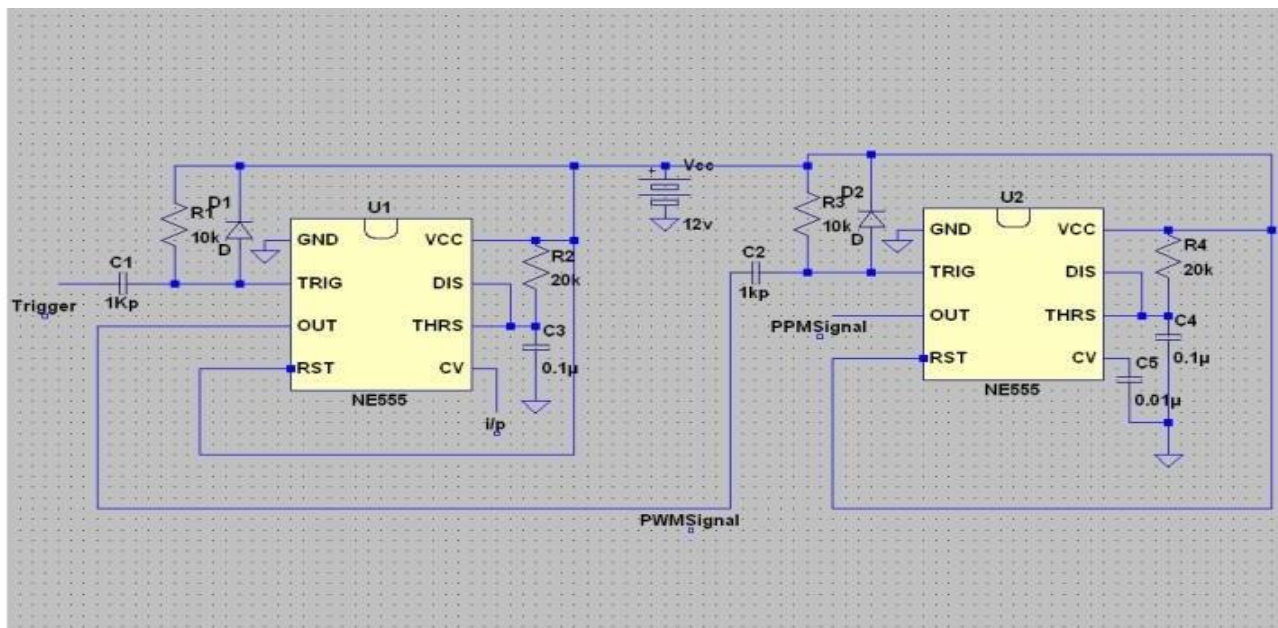 Vcc
+
12v
U1
GND
VCC
TRIG
DIS
OUT
THRS
RST
CV
NE555
R1
10k
D1
D
C1
1Kp
Trigger
R2
20k
C3
0.1µ
i/p
PWMSignal
C2
1kp
R3
10k
D2
D
U2
GND
VCC
TRIG
DIS
OUT
THRS
RST
CV
NE555
PPMSignal
R4
20k
C4
0.1µ
C5
0.01µ